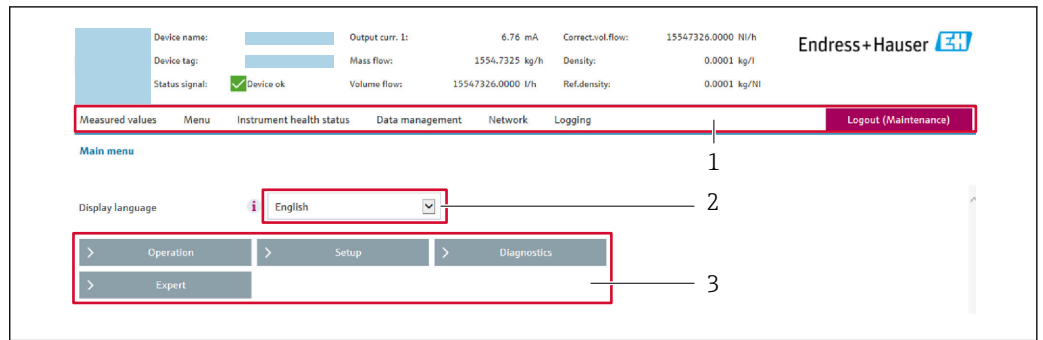 Device name: Output curr. 1: 6.76 mA Correct.vol.flow: 15547326.0000 Nl/h
Device tag: Mass flow: 1554.7325 kg/h Density: 0.0001 kg/l
Status signal: Device ok Volume flow: 15547326.0000 l/h Ref.density: 0.0001 kg/Nl
Endress+Hauser EH
Measured values Menu Instrument health status Data management Network Logging Logout (Maintenance)
1
Main menu
Display language i English 2
> Operation > Setup > Diagnostics
> Expert 3